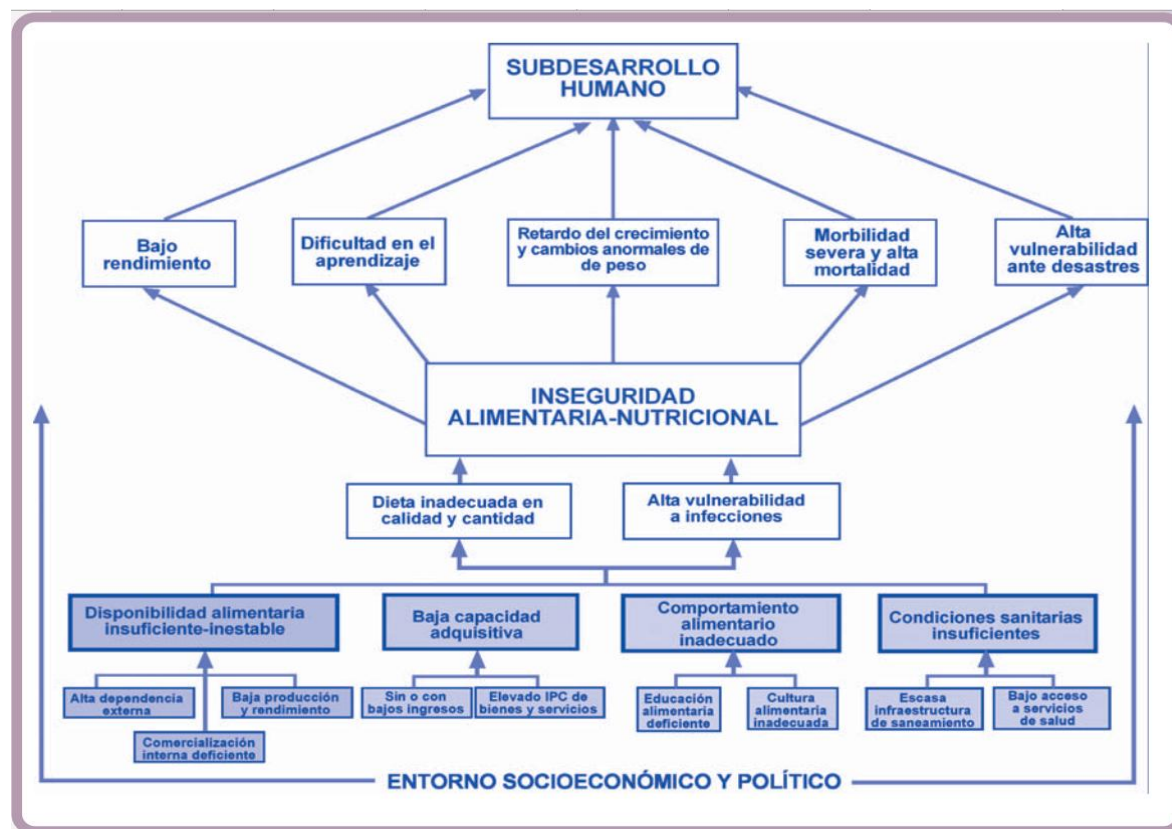 SUBDESARROLLO
HUMANO
Bajo
rendimiento
Dificultad en el
aprendizaje
Retardo del crecimiento
y cambios anormales de
de peso
Morbilidad
severa y alta
mortalidad
Alta
vulnerabilidad
ante desastres
INSEGURIDAD
ALIMENTARIA-NUTRICIONAL
Dieta inadecuada en
calidad y cantidad
Alta vulnerabilidad
a infecciones
Disponibilidad alimentaria
insuficiente-inestable
Baja capacidad
adquisitiva
Comportamiento
alimentario
inadecuado
Condiciones sanitarias
insuficientes
Alta dependencia
externa
Comercialización
interna deficiente
Baja producción
y rendimiento
Sin o con
bajos ingresos
Elevado IPC de
bienes y servicios
Educación
alimentaria
deficiente
Cultura
alimentaria
inadecuada
Escasa
infraestructura
de saneamiento
Bajo acceso
a servicios
de salud
ENTORNO SOCIOECONÓMICO Y POLÍTICO